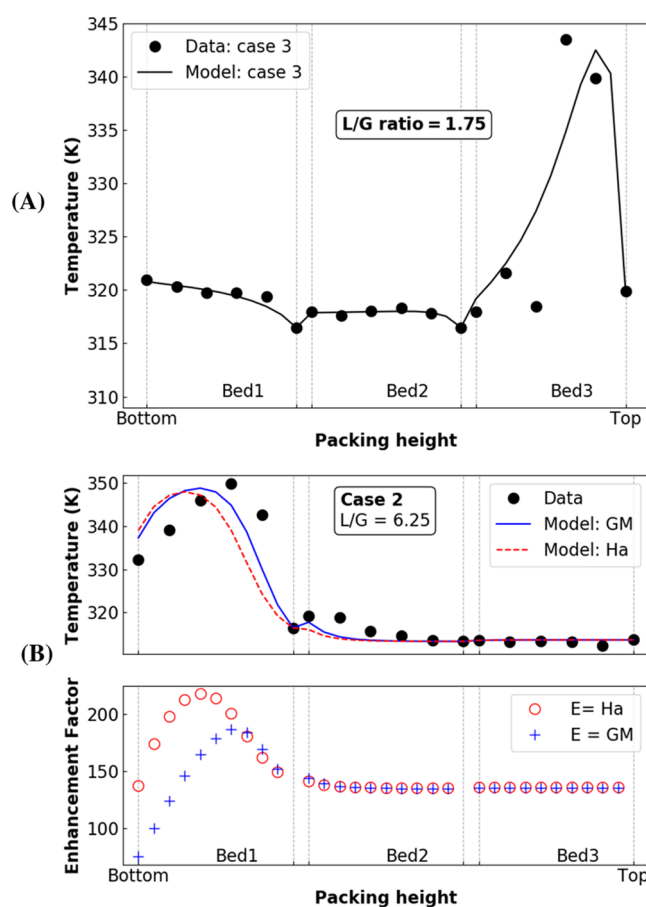 345
Data: case 3
Model: case 3
340
L/G ratio = 1.75
335
330
325
320
315
310
Temperature (K)
(A)
Bed1 Bed2 Bed3
Bottom Top
Packing height
350
340
330
320
Temperature (K)
Case 2
L/G = 6.25
Data
Model: GM
Model: Ha
(B)
200
150
100
Enhancement Factor
E= Ha
E = GM
Bed1 Bed2 Bed3
Bottom Top
Packing height